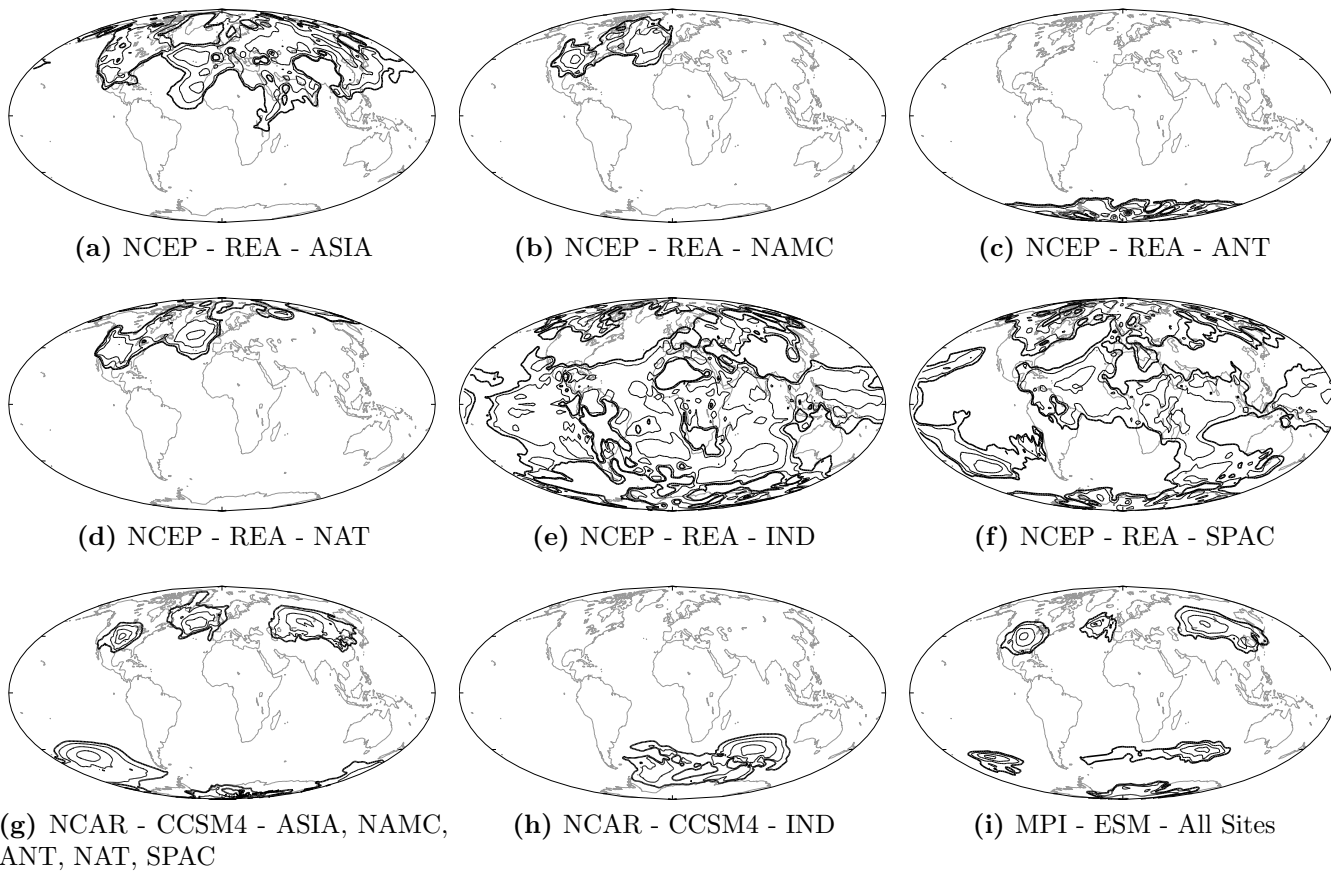 (a) NCEP - REA - ASIA
(b) NCEP - REA - NAMC
(c) NCEP - REA - ANT
(d) NCEP - REA - NAT
(e) NCEP - REA - IND
(f) NCEP - REA - SPAC
(g) NCAR - CCSM4 - ASIA, NAMC,
ANT, NAT, SPAC
(h) NCAR - CCSM4 - IND
(i) MPI - ESM - All Sites